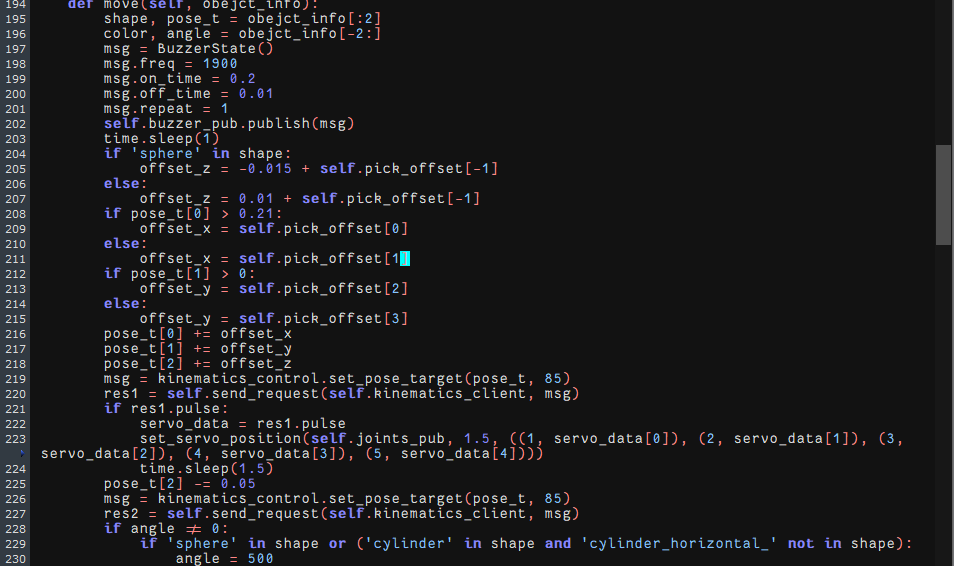 194 def move(self, obejct_info):
195 shape, pose_t = obejct_info[:2]
196 color, angle = obejct_info[-2:]
197 msg = BuzzerState()
198 msg.freq = 1900
199 msg.on_time = 0.2
200 msg.off_time = 0.01
201 msg.repeat = 1
202 self.buzzer_pub.publish(msg)
203 time.sleep(1)
204 if 'sphere' in shape:
205 offset_z = -0.015 + self.pick_offset[-1]
206 else:
207 offset_z = 0.01 + self.pick_offset[-1]
208 if pose_t[0] > 0.21:
209 offset_x = self.pick_offset[0]
210 else:
211 offset_x = self.pick_offset[1]
212 if pose_t[1] > 0:
213 offset_y = self.pick_offset[2]
214 else:
215 offset_y = self.pick_offset[3]
216 pose_t[0] += offset_x
217 pose_t[1] += offset_y
218 pose_t[2] += offset_z
219 msg = kinematics_control.set_pose_target(pose_t, 85)
220 res1 = self.send_request(self.kinematics_client, msg)
221 if res1.pulse:
222 servo_data = res1.pulse
223 set_servo_position(self.joints_pub, 1.5, ((1, servo_data[0]), (2, servo_data[1]), (3,
servo_data[2]), (4, servo_data[3]), (5, servo_data[4])))
224 time.sleep(1.5)
225 pose_t[2] -= 0.05
226 msg = kinematics_control.set_pose_target(pose_t, 85)
227 res2 = self.send_request(self.kinematics_client, msg)
228 if angle ≠ 0:
229 if 'sphere' in shape or ('cylinder' in shape and 'cylinder_horizontal_' not in shape):
230 angle = 500